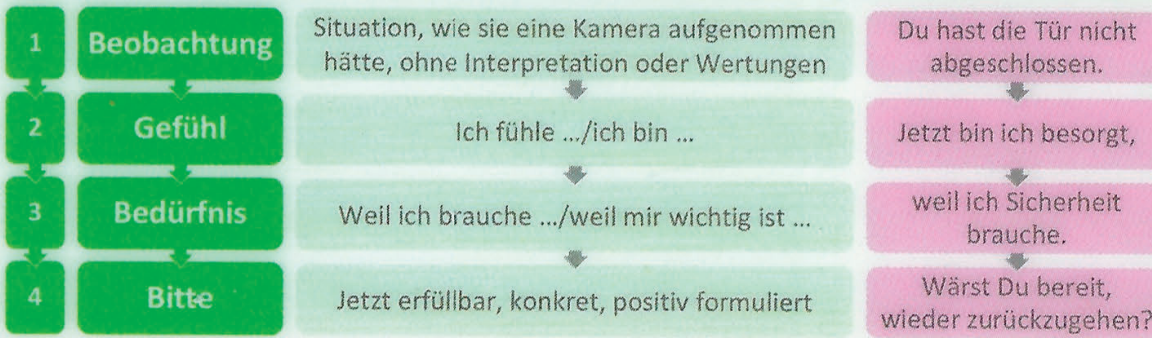 1
Beobachtung
Situation, wie sie eine Kamera aufgenommen
hätte, ohne Interpretation oder Wertungen
Du hast die Tür nicht
abgeschlossen.
2
Gefühl
Ich fühle .../ich bin ...
Jetzt bin ich besorgt,
3
Bedürfnis
Weil ich brauche .../weil mir wichtig ist ...
weil ich Sicherheit
brauche.
4
Bitte
Jetzt erfüllbar, konkret, positiv formuliert
Wärst Du bereit,
wieder zurückzugehen?